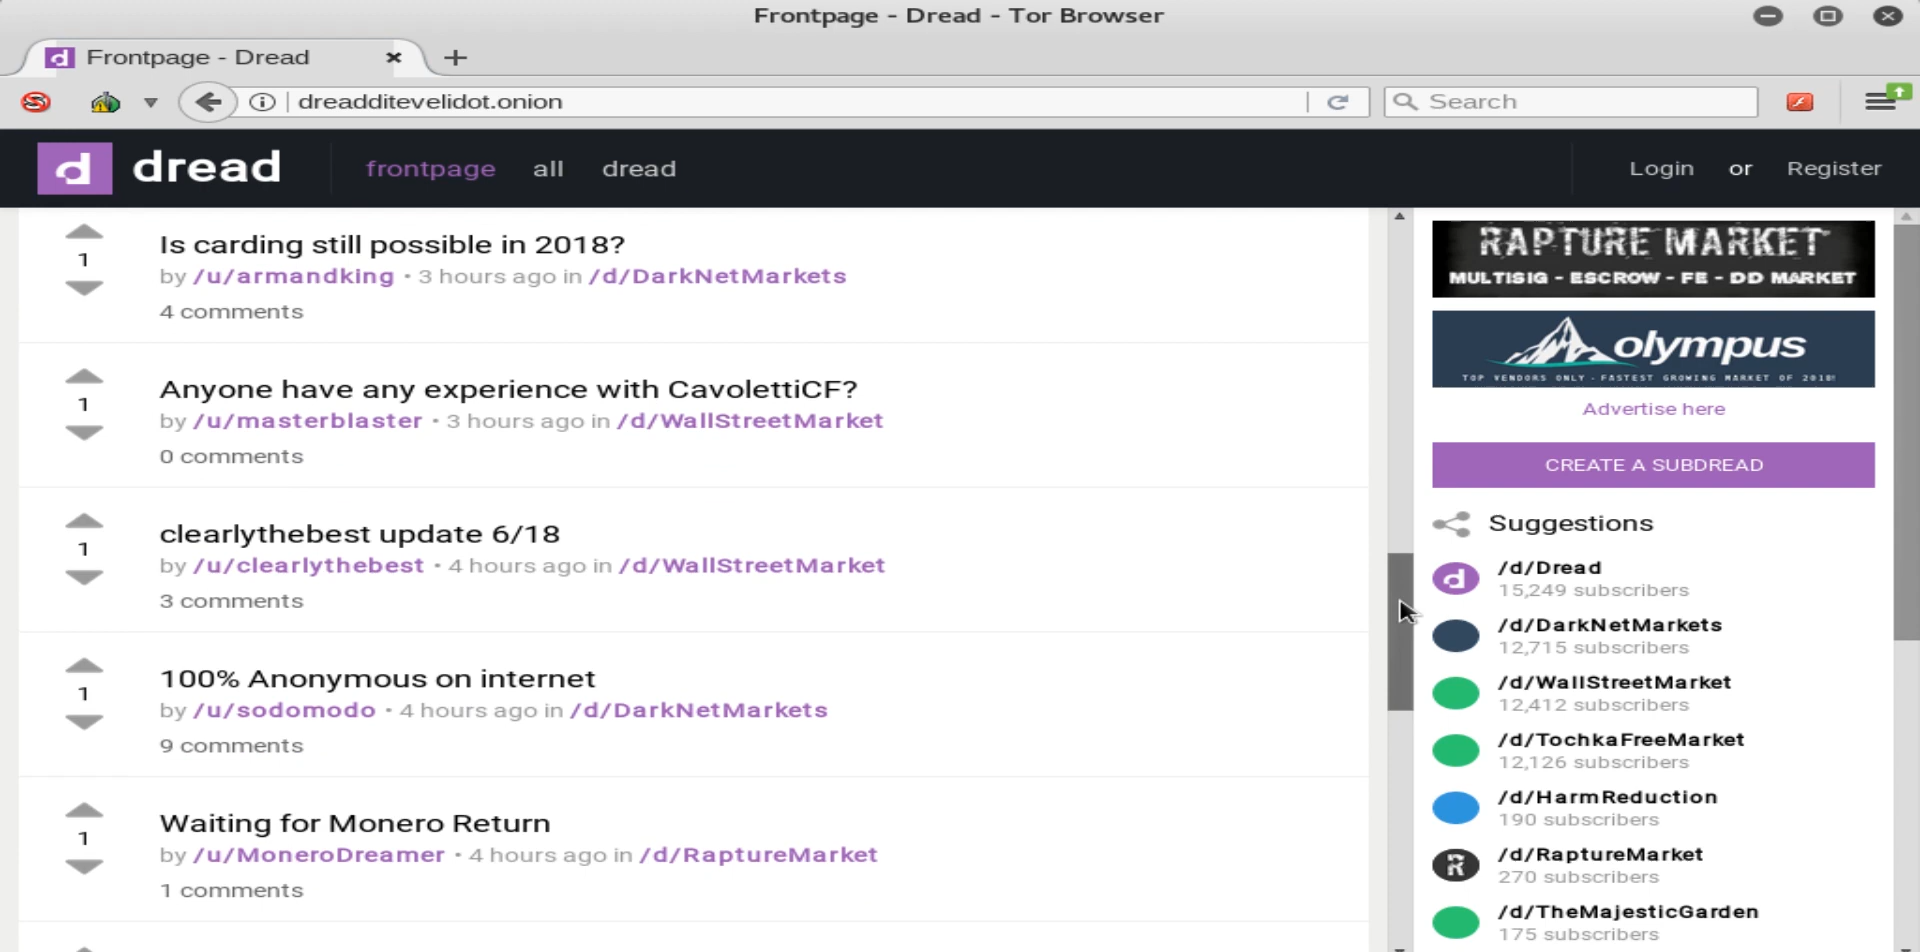 Frontpage - Dread - Tor Browser
Frontpage - Dread
dreadditevelidot.onion
Search
d dread
frontpage all dread
Login or Register
Is carding still possible in 2018?
1
by /u/armandking • 3 hours ago in /d/DarkNetMarkets
4 comments
Anyone have any experience with CavolettiCF?
1
by /u/masterblaster • 3 hours ago in /d/WallStreetMarket
0 comments
clearlythebest update 6/18
1
by /u/clearlythebest • 4 hours ago in /d/WallStreetMarket
3 comments
100% Anonymous on internet
1
by /u/sodomodo • 4 hours ago in /d/DarkNetMarkets
9 comments
Waiting for Monero Return
1
by /u/MoneroDreamer • 4 hours ago in /d/RaptureMarket
1 comments
RAPTURE MARKET
MULTISIG - ESCROW - FE - DD MARKET
olympus
TOP VENDORS ONLY - FASTEST GROWING MARKET OF 2018!
Advertise here
CREATE A SUBDREAD
Suggestions
/d/Dread
15,249 subscribers
/d/DarkNetMarkets
12,715 subscribers
/d/WallStreetMarket
12,412 subscribers
/d/TochkaFreeMarket
12,126 subscribers
/d/HarmReduction
190 subscribers
/d/RaptureMarket
270 subscribers
/d/TheMajesticGarden
175 subscribers